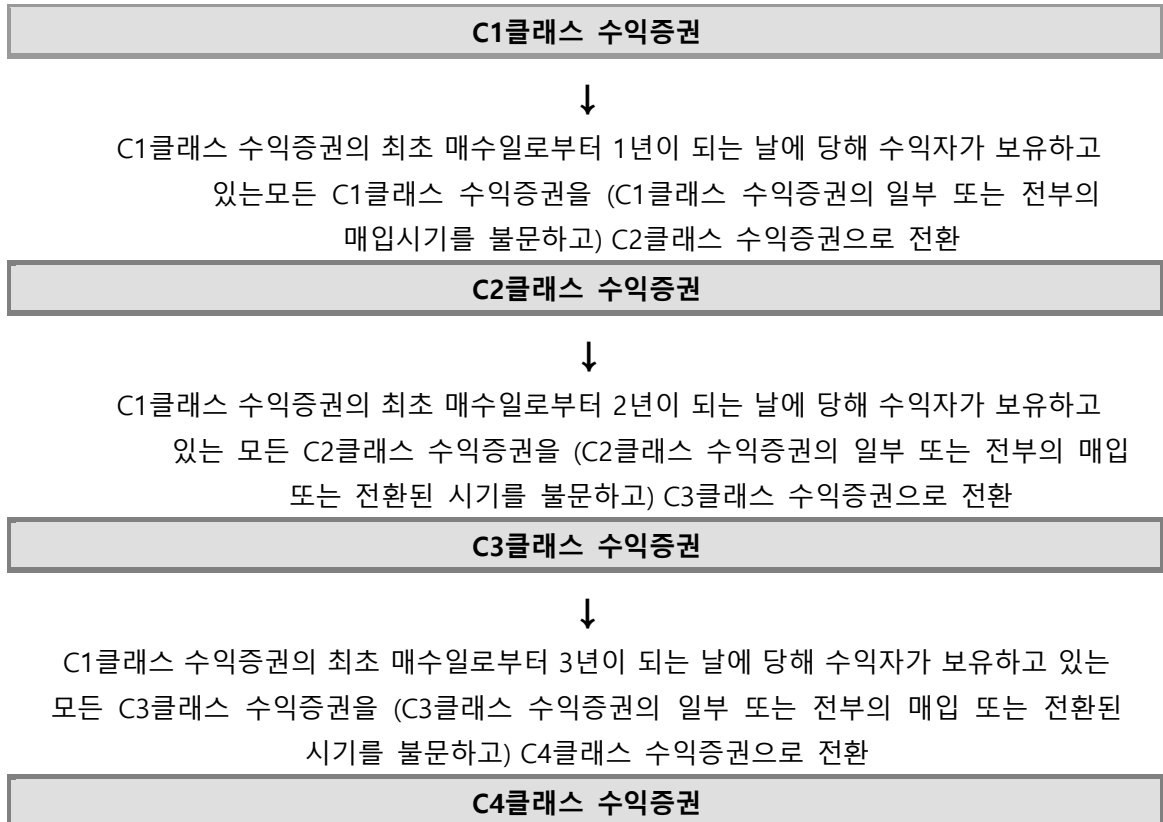 C1클래스 수익증권
↓
C1클래스 수익증권의 최초 매수일로부터 1년이 되는 날에 당해 수익자가 보유하고
있는모든 C1클래스 수익증권을 (C1클래스 수익증권의 일부 또는 전부의
매입시기를 불문하고) C2클래스 수익증권으로 전환
C2클래스 수익증권
↓
C1클래스 수익증권의 최초 매수일로부터 2년이 되는 날에 당해 수익자가 보유하고
있는 모든 C2클래스 수익증권을 (C2클래스 수익증권의 일부 또는 전부의 매입
또는 전환된 시기를 불문하고) C3클래스 수익증권으로 전환
C3클래스 수익증권
↓
C1클래스 수익증권의 최초 매수일로부터 3년이 되는 날에 당해 수익자가 보유하고 있는
모든 C3클래스 수익증권을 (C3클래스 수익증권의 일부 또는 전부의 매입 또는 전환된
시기를 불문하고) C4클래스 수익증권으로 전환
C4클래스 수익증권